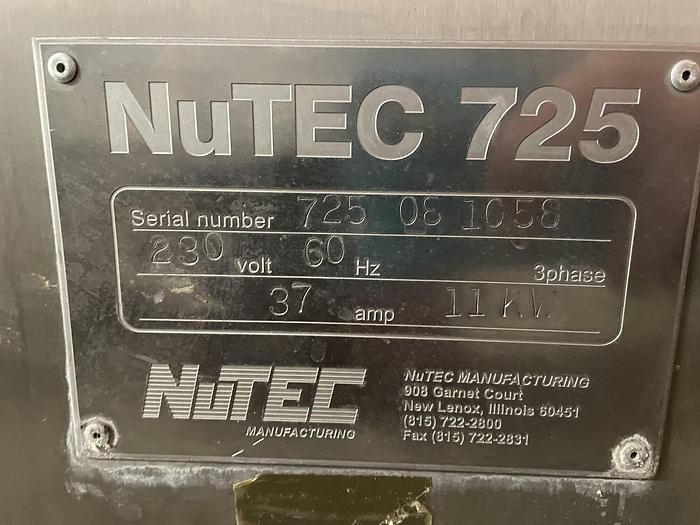 NuTEC 725
Serial number 725 08 1058
230 volt 60 Hz 3phase
37 amp 11 KV.
NuTEC
MANUFACTURING
NuTEC MANUFACTURING
908 Garnet Court
New Lenox, Illinois 60451
(815) 722-2800
Fax (815) 722-2831